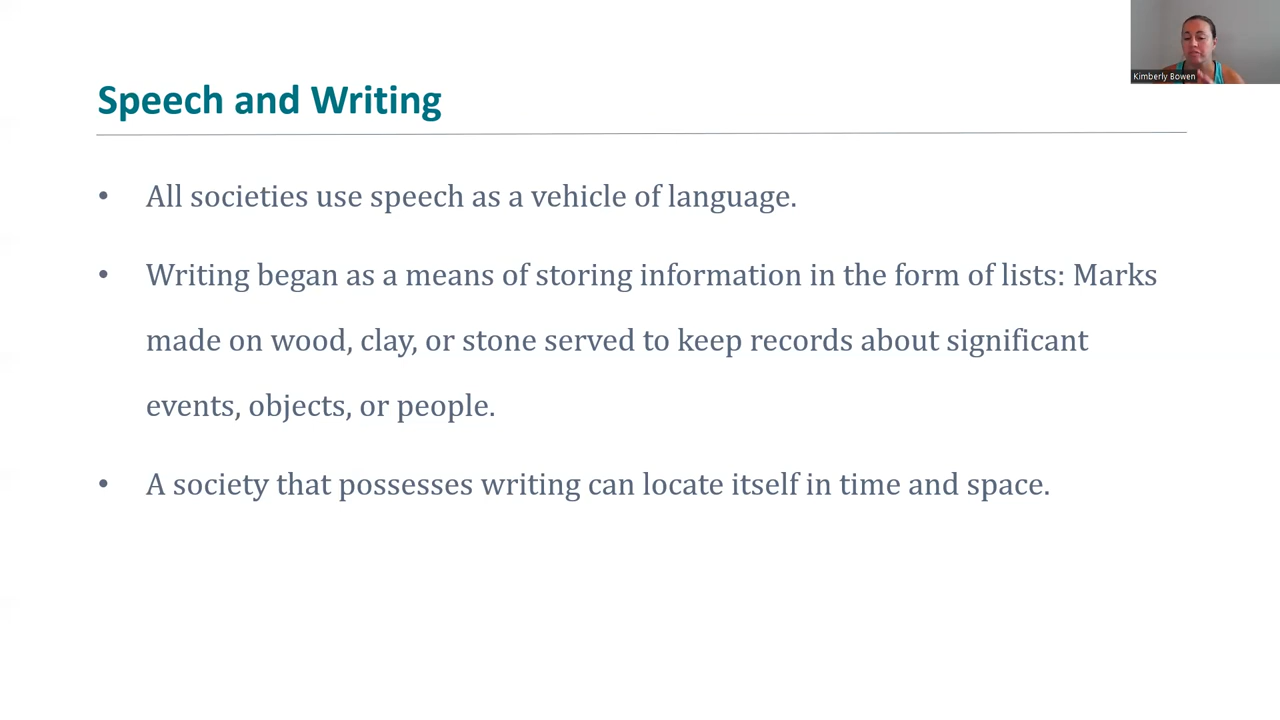 Kimberly Bowen
Speech and Writing
• All societies use speech as a vehicle of language.
• Writing began as a means of storing information in the form of lists: Marks
made on wood, clay, or stone served to keep records about significant
events, objects, or people.
• A society that possesses writing can locate itself in time and space.